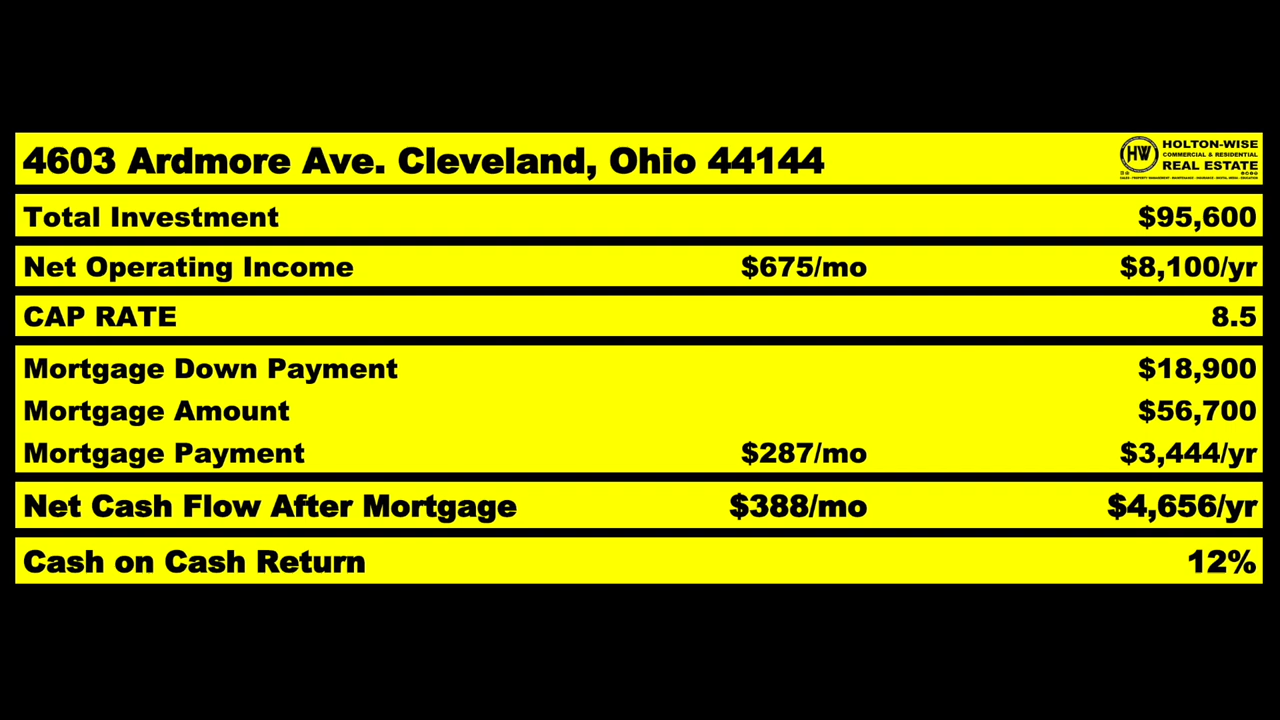 4603 Ardmore Ave. Cleveland, Ohio 44144
HW
HOLTON-WISE
COMMERCIAL & RESIDENTIAL
REAL ESTATE
Total Investment $95,600
Net Operating Income $675/mo $8,100/yr
CAP RATE 8.5
Mortgage Down Payment $18,900
Mortgage Amount $56,700
Mortgage Payment $287/mo $3,444/yr
Net Cash Flow After Mortgage $388/mo $4,656/yr
Cash on Cash Return 12%